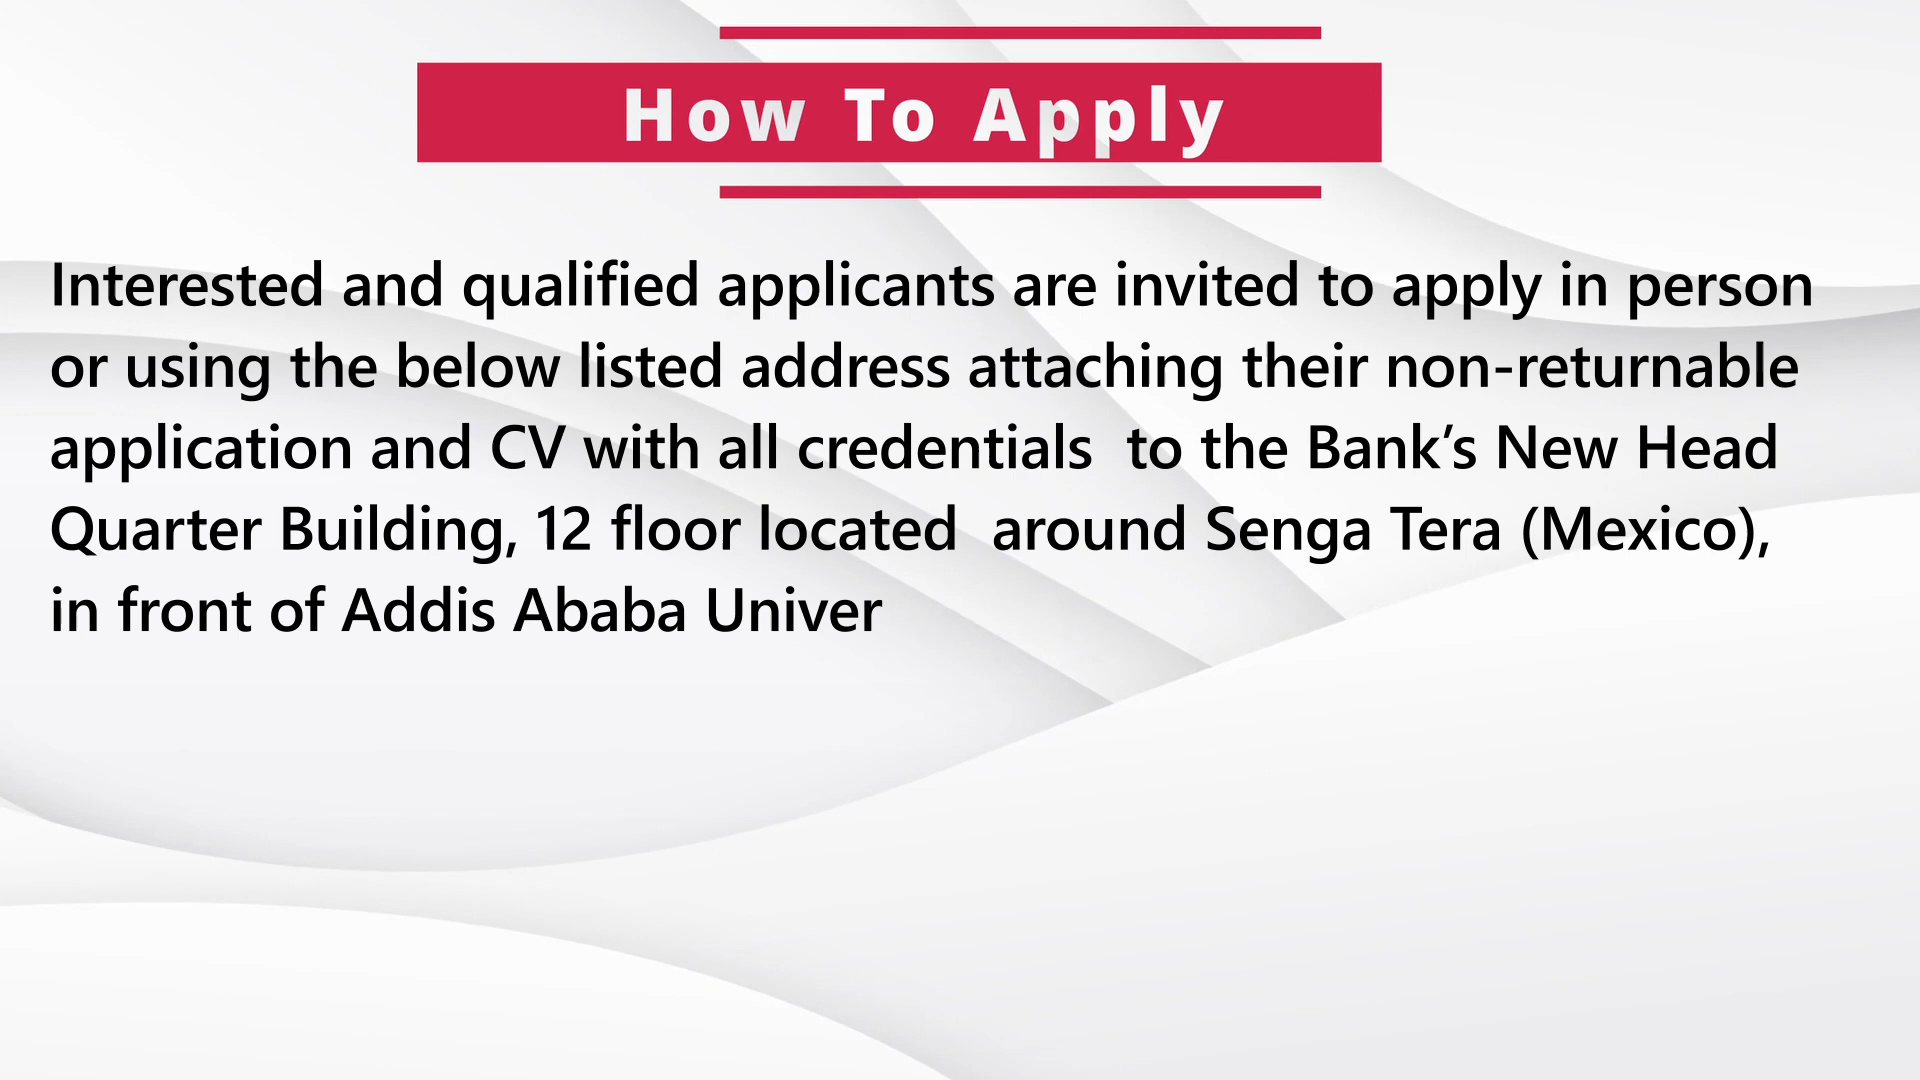 How To Apply
Interested and qualified applicants are invited to apply in person
or using the below listed address attaching their non-returnable
application and CV with all credentials  to the Bank’s New Head
Quarter Building, 12 floor located  around Senga Tera (Mexico),
in front of Addis Ababa Univer